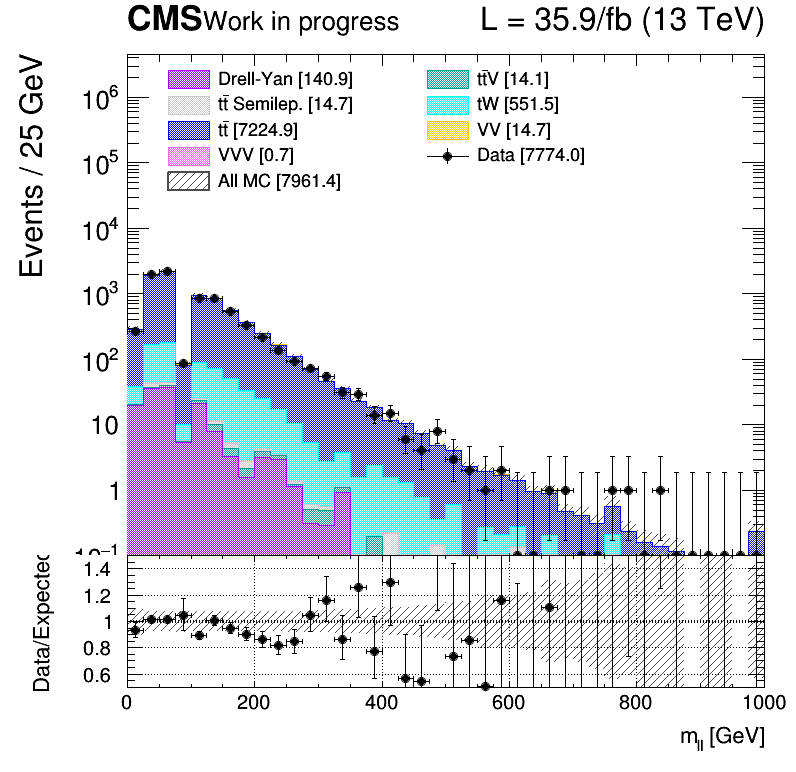 CMS Work in progress L = 35.9/fb (13 TeV)
Events / 25 GeV
Drell-Yan [140.9]
tt̄ Semilep. [14.7]
tt̄ [7224.9]
VVV [0.7]
All MC [7961.4]
tt̄V [14.1]
tW [551.5]
VV [14.7]
Data [7774.0]
10⁶
10⁵
10⁴
10³
10²
10
1
10⁻¹
Data/Expected
1.4
1.2
1
0.8
0.6
0 200 400 600 800 1000
m_ll [GeV]